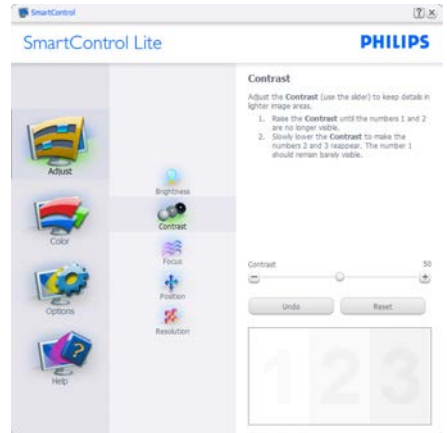 SmartControl
SmartControl Lite
PHILIPS
Adjust
Color
Options
Help
Brightness
Contrast
Focus
Position
Resolution
Contrast
Adjust the Contrast (use the slider) to keep details in
lighter image areas.
1. Raise the Contrast until the numbers 1 and 2
are no longer visible.
2. Slowly lower the Contrast to make the
numbers 2 and 3 reappear. The number 1
should remain barely visible.
Contrast 50
Undo Reset
1 2 3